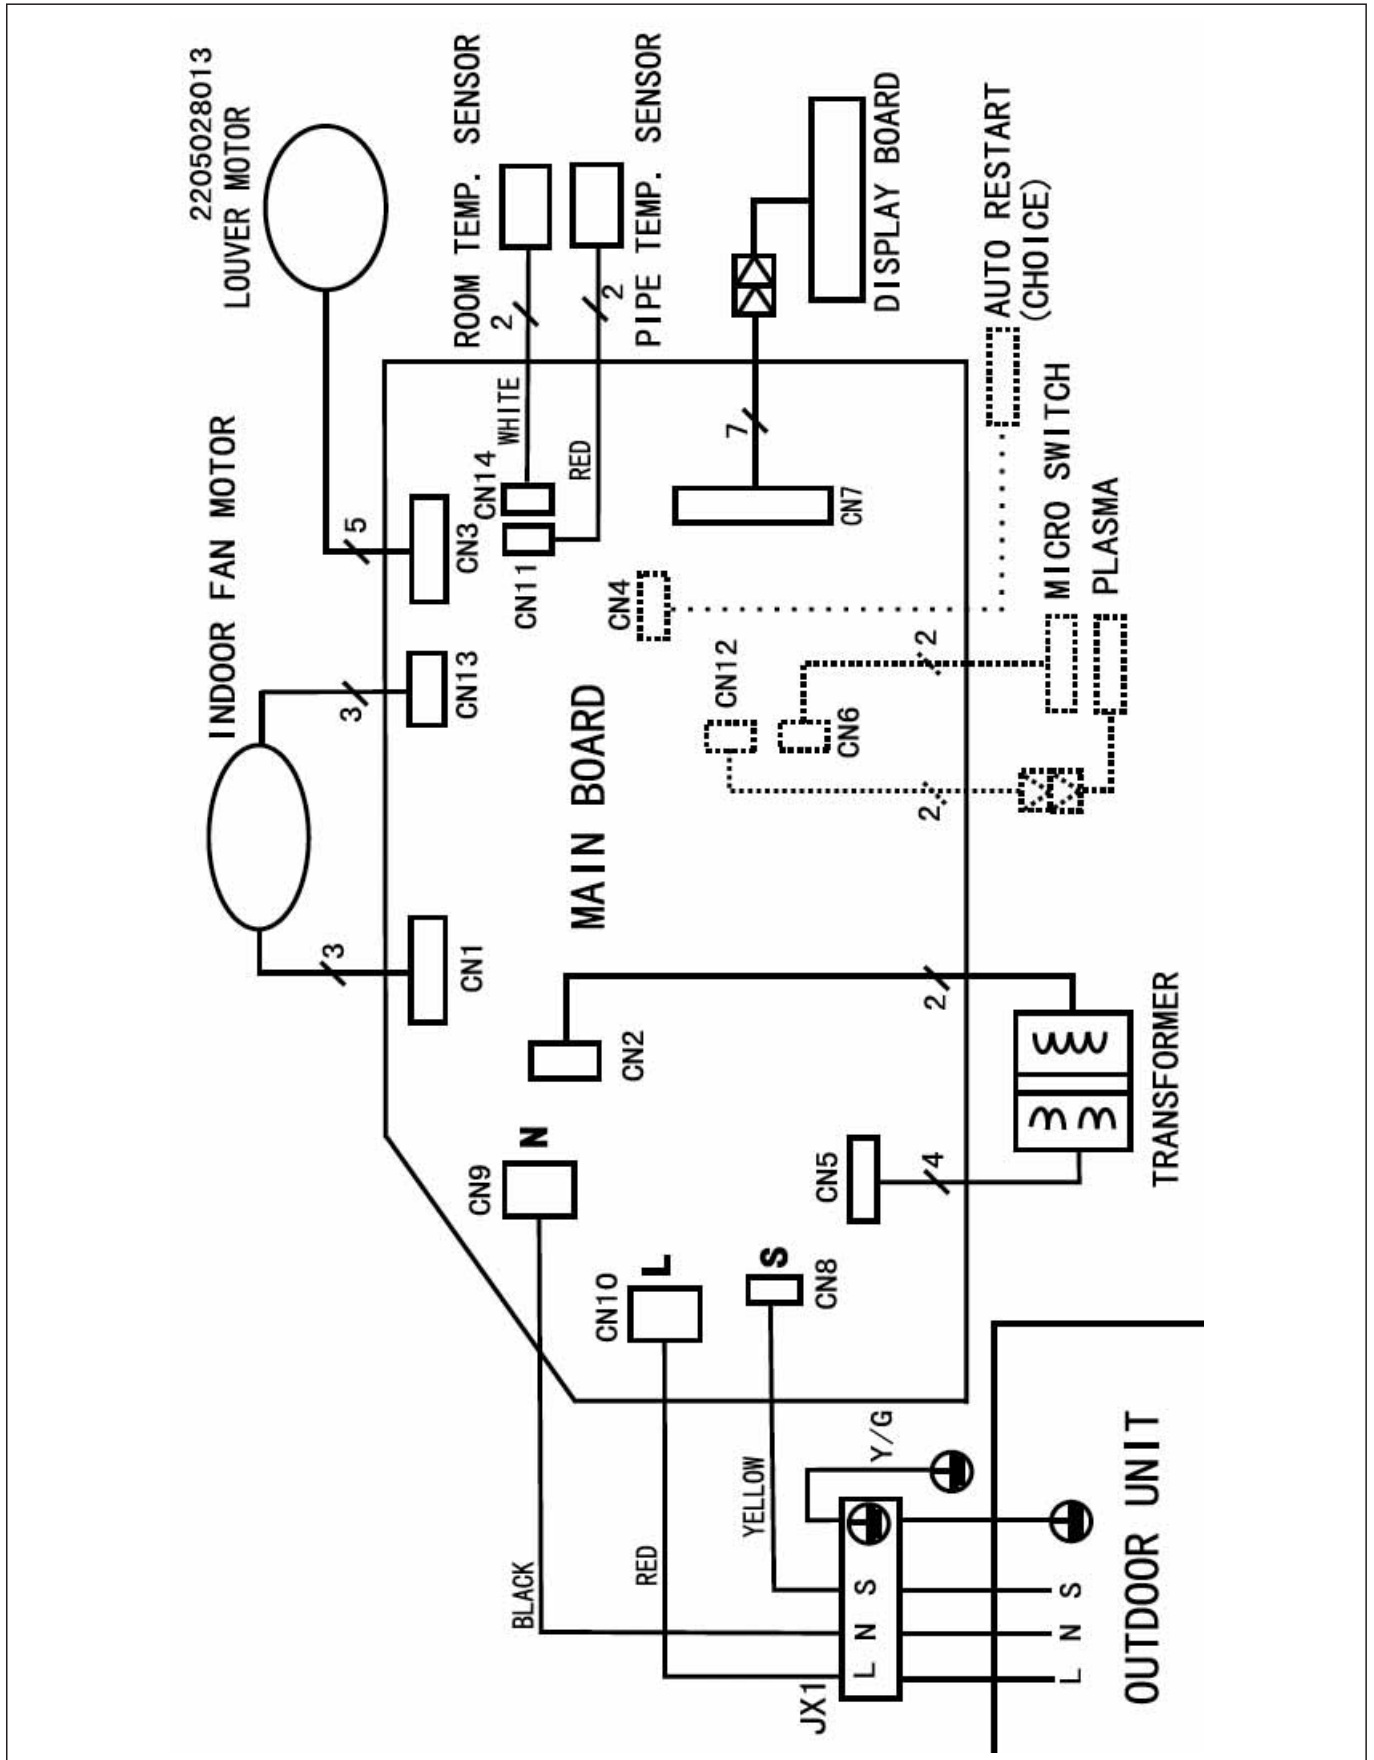 2205028013
LOUVER MOTOR
INDOOR FAN MOTOR
ROOM TEMP. SENSOR
PIPE TEMP. SENSOR
DISPLAY BOARD
AUTO RESTART
(CHOICE)
MICRO SWITCH
PLASMA
5
3
3
2
2
7
2
2
2
4
WHITE
RED
CN3
CN14
CN11
CN13
CN1
CN7
CN4
CN12
CN6
MAIN BOARD
CN2
CN9
N
CN10
L
CN8
S
CN5
TRANSFORMER
BLACK
RED
YELLOW
Y/G
JX1
L N S
L N S
OUTDOOR UNIT